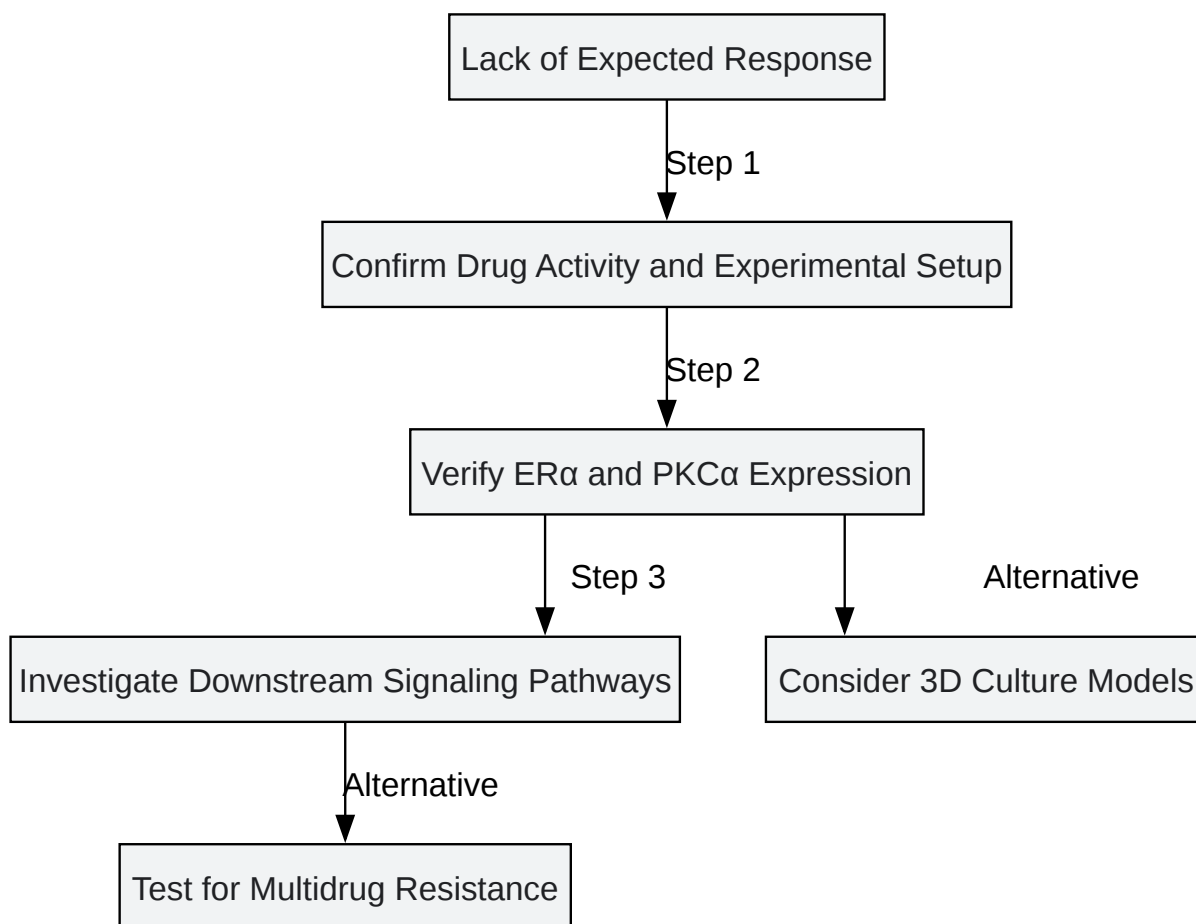 Lack of Expected Response
Step 1
Confirm Drug Activity and Experimental Setup
Step 2
Verify ERα and PKCα Expression
Step 3
Alternative
Investigate Downstream Signaling Pathways
Consider 3D Culture Models
Alternative
Test for Multidrug Resistance